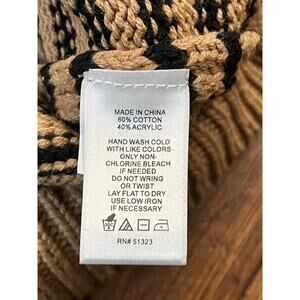 MADE IN CHINA
60% COTTON
40% ACRYLIC
HAND WASH COLD
WITH LIKE COLORS
ONLY NON-
CHLORINE BLEACH
IF NEEDED
DO NOT WRING
OR TWIST
LAY FLAT TO DRY
USE LOW IRON
IF NECESSARY
RN# 51323